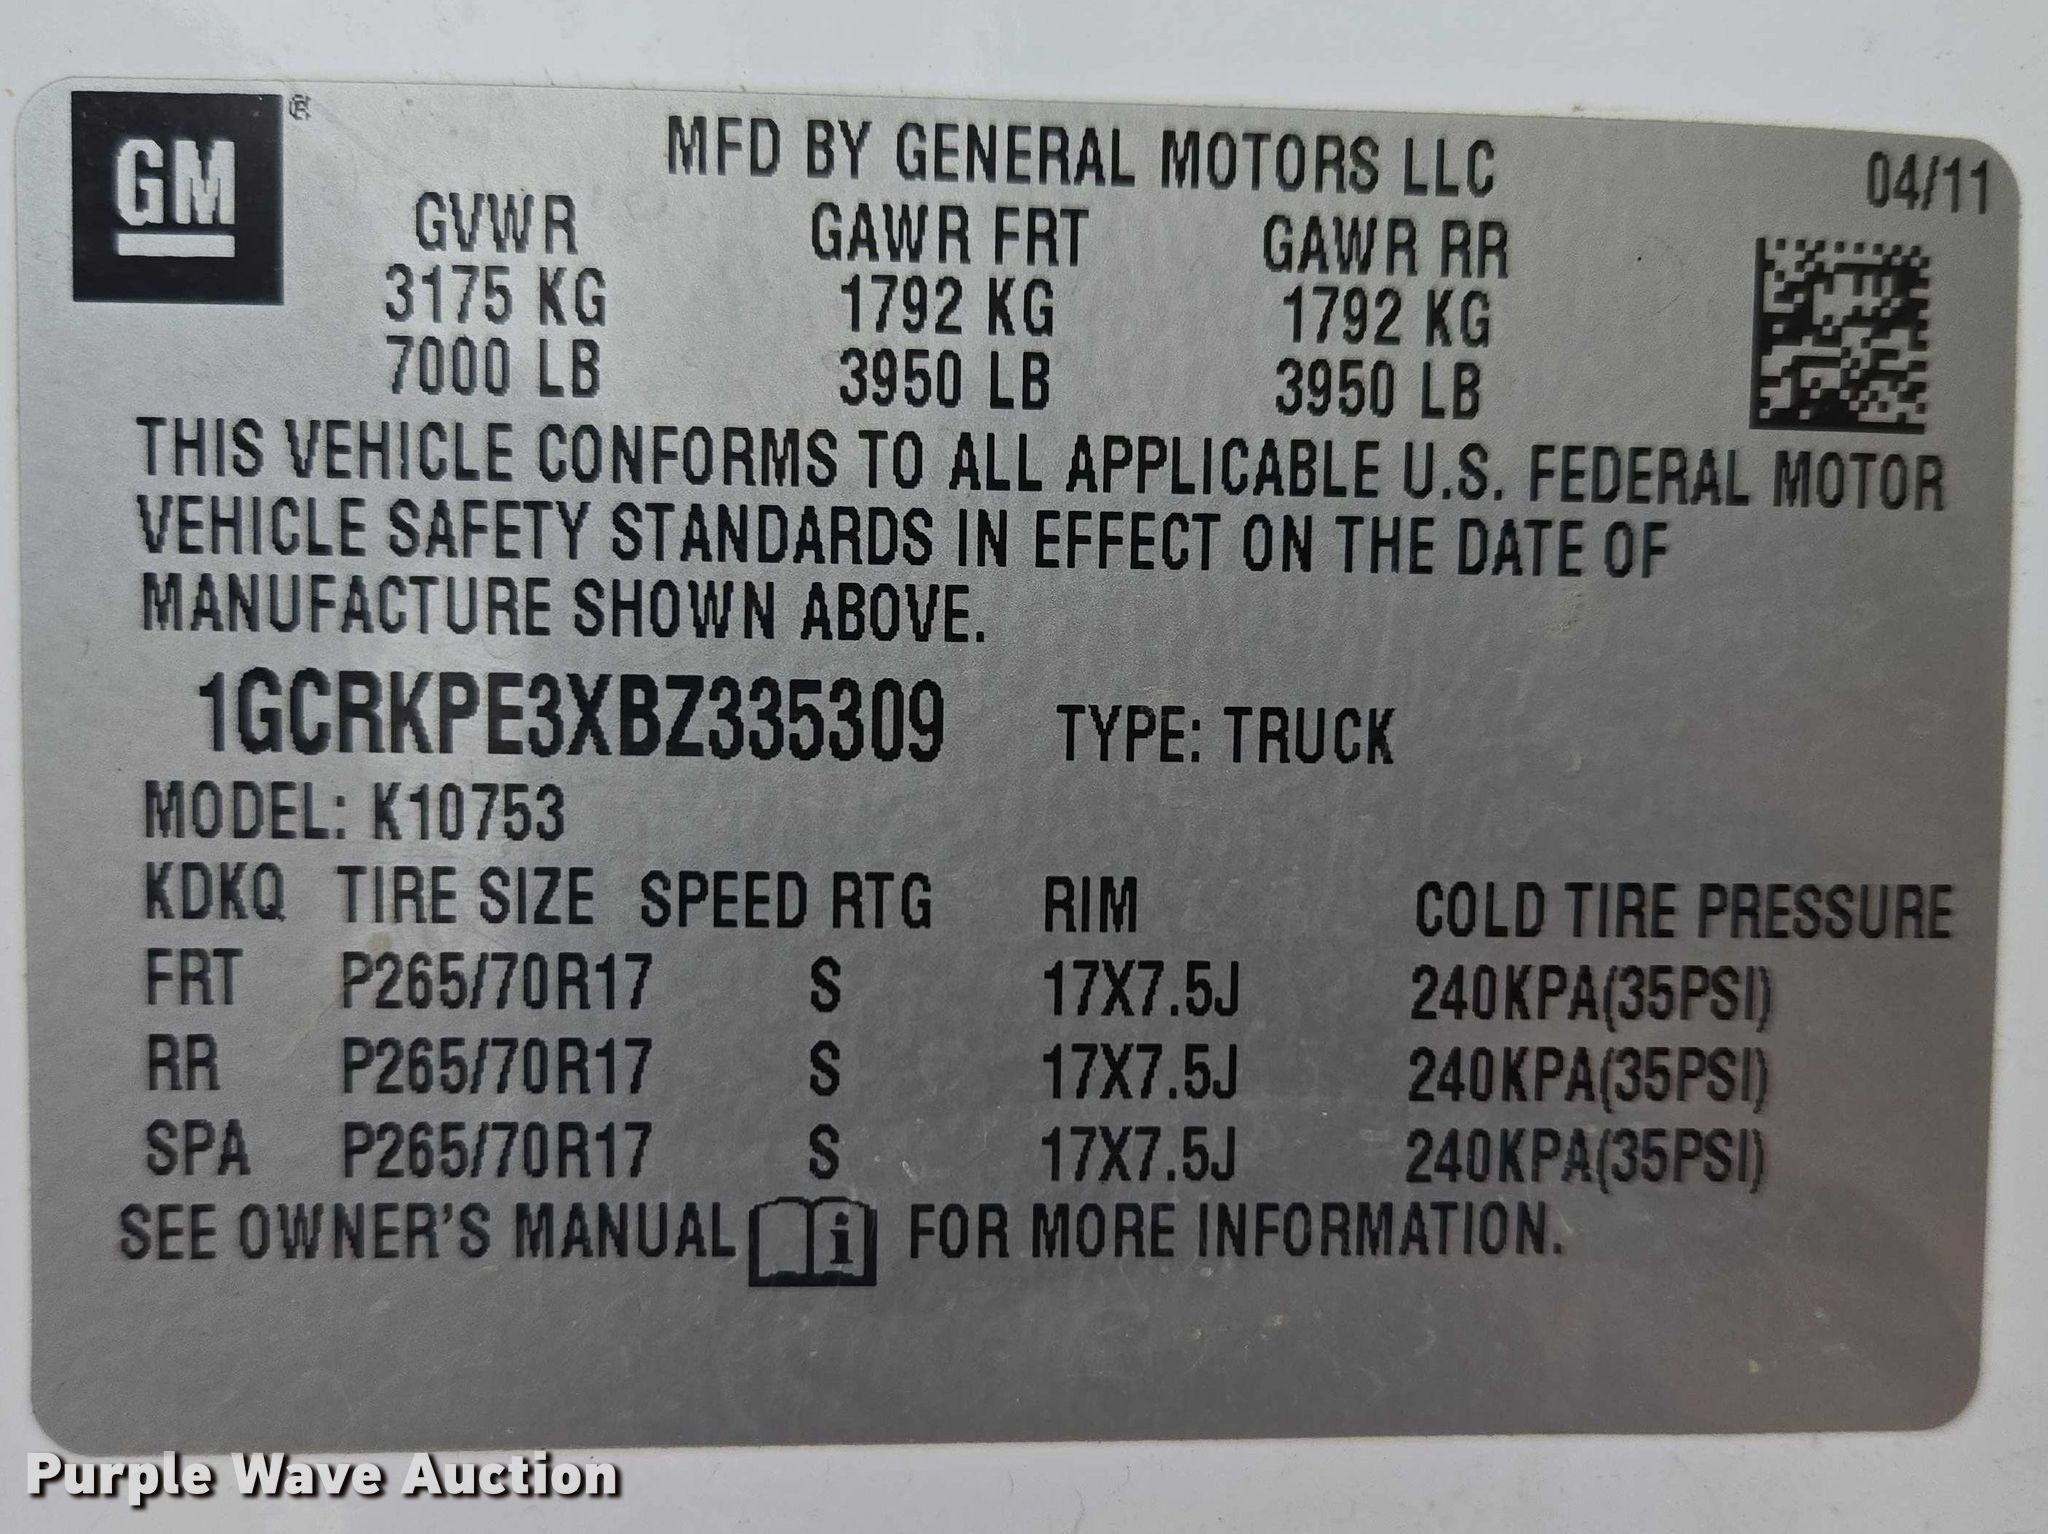 GM®
MFD BY GENERAL MOTORS LLC 04/11
GVWR GAWR FRT GAWR RR
3175 KG 1792 KG 1792 KG
7000 LB 3950 LB 3950 LB
THIS VEHICLE CONFORMS TO ALL APPLICABLE U.S. FEDERAL MOTOR
VEHICLE SAFETY STANDARDS IN EFFECT ON THE DATE OF
MANUFACTURE SHOWN ABOVE.
1GCRKPE3XBZ335309 TYPE: TRUCK
MODEL: K10753
KDKQ TIRE SIZE SPEED RTG RIM COLD TIRE PRESSURE
FRT P265/70R17 S 17X7.5J 240KPA(35PSI)
RR P265/70R17 S 17X7.5J 240KPA(35PSI)
SPA P265/70R17 S 17X7.5J 240KPA(35PSI)
SEE OWNER'S MANUAL i FOR MORE INFORMATION.
Purple Wave Auction